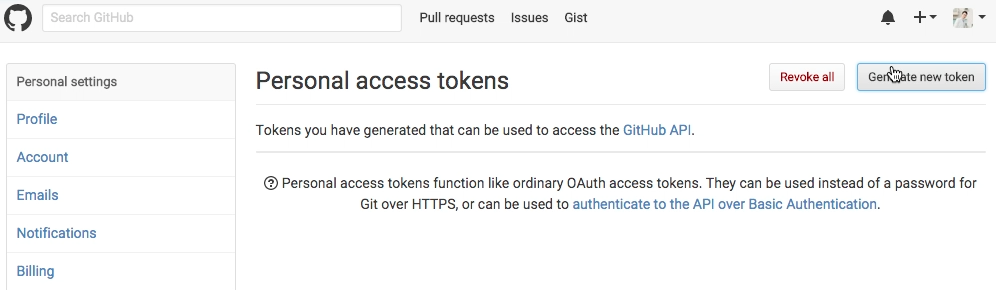 Search GitHub
Pull requests
Issues
Gist
Personal settings
Profile
Account
Emails
Notifications
Billing
Personal access tokens
Revoke all
Generate new token
Tokens you have generated that can be used to access the GitHub API.
Personal access tokens function like ordinary OAuth access tokens. They can be used instead of a password for
Git over HTTPS, or can be used to authenticate to the API over Basic Authentication.